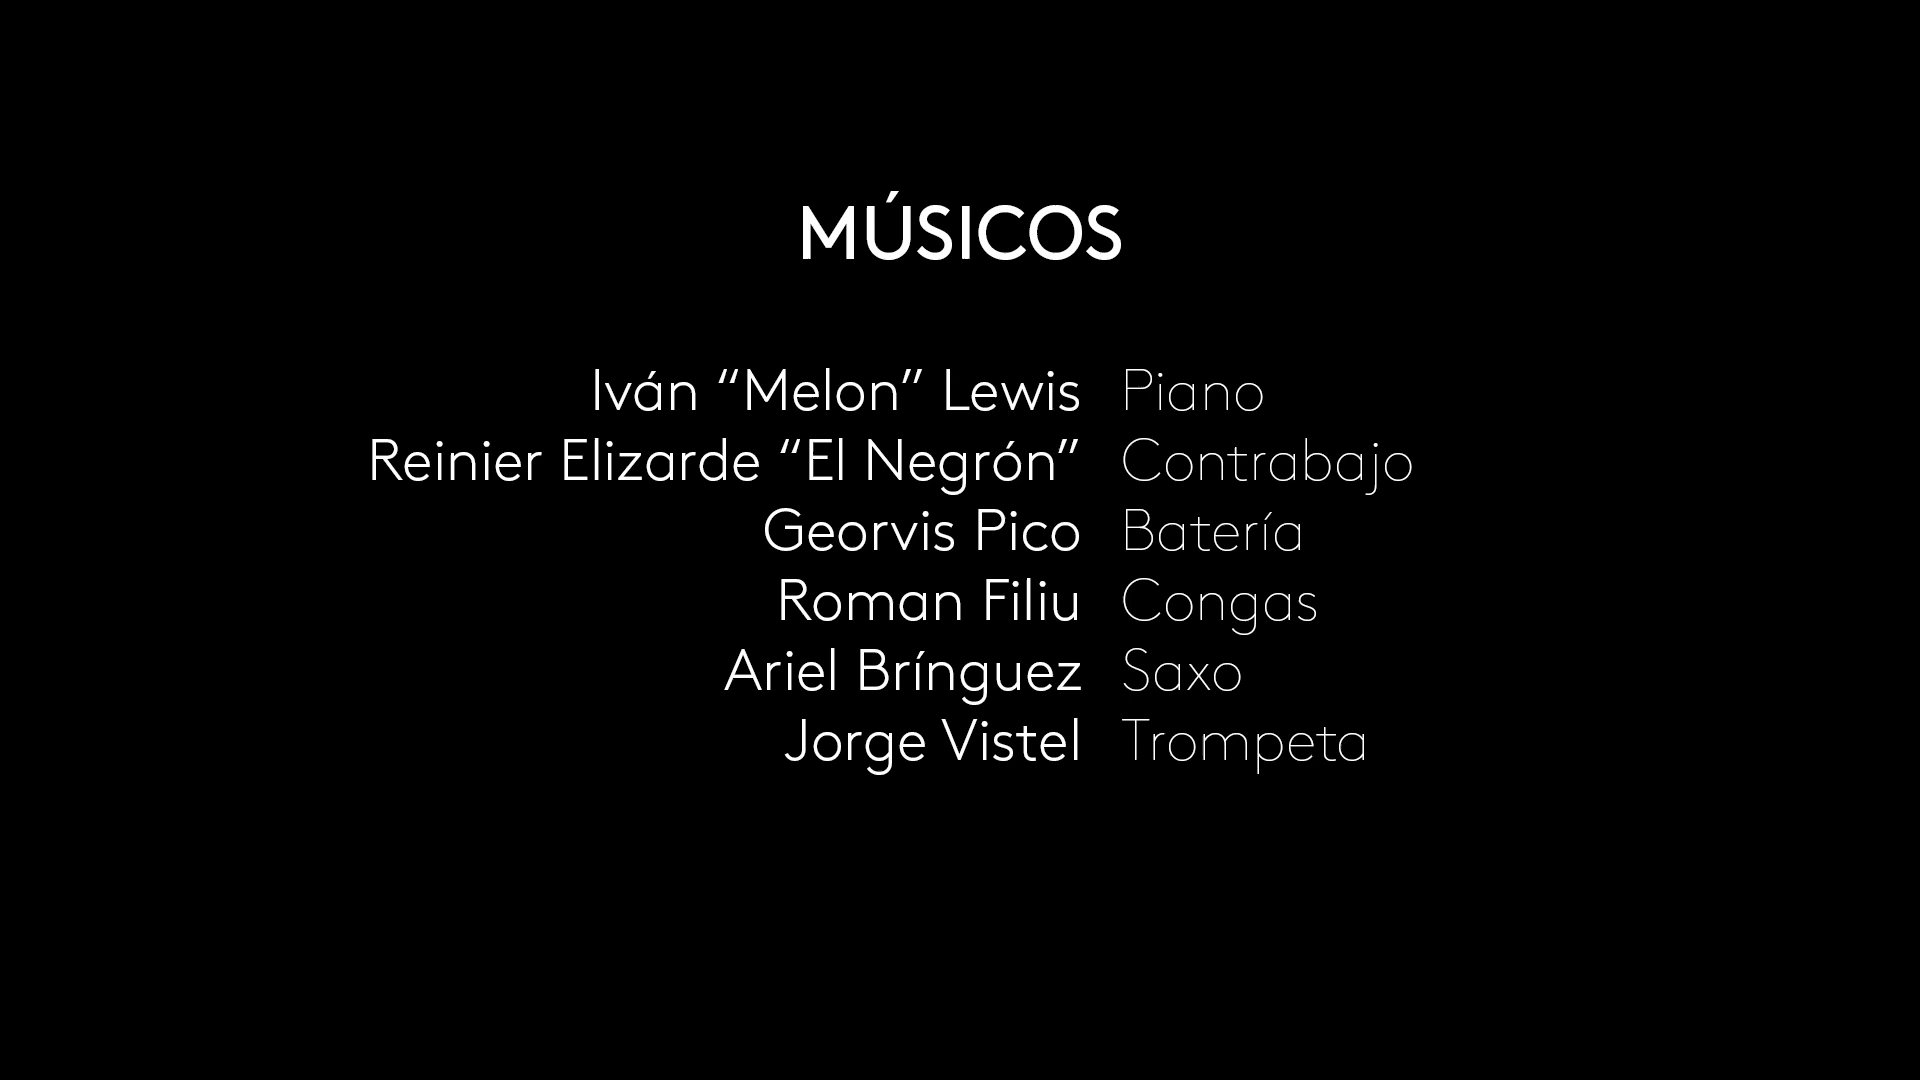 MÚSICOS
Iván “Melon” Lewis Piano
Reinier Elizarde “El Negrón” Contrabajo
Georvis Pico Batería
Roman Filiu Congas
Ariel Brínguez Saxo
Jorge Vistel Trompeta